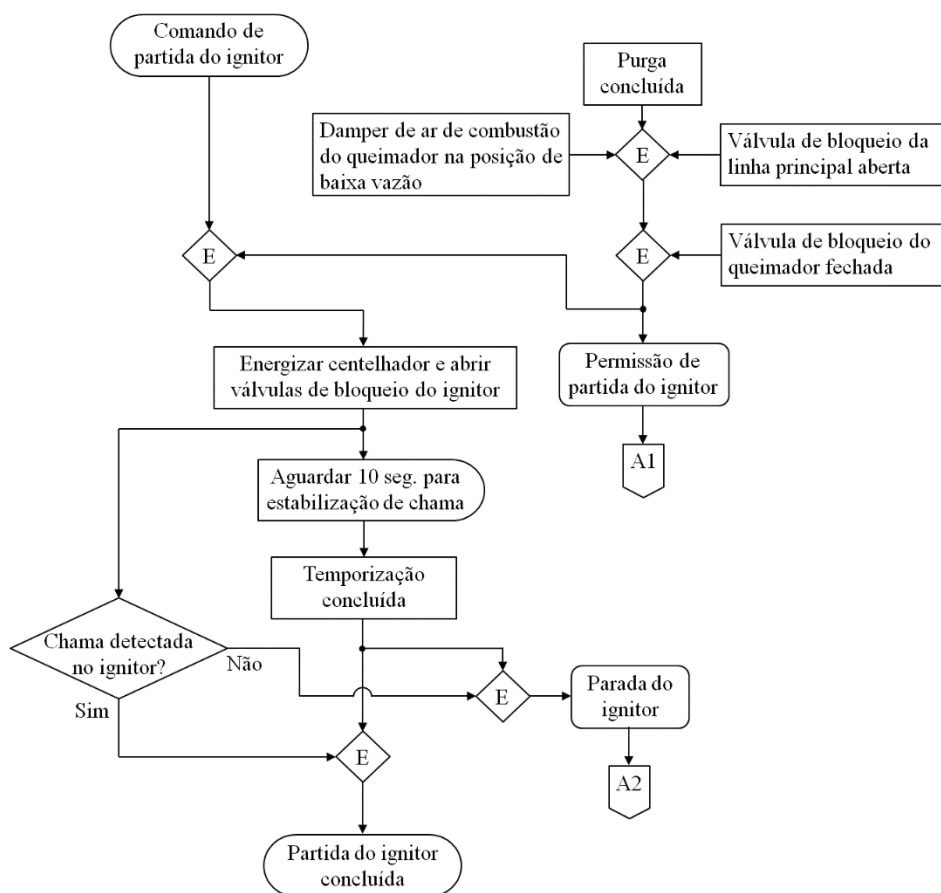 Comando de
partida do ignitor
Purga
concluída
Damper de ar de combustão
do queimador na posição de
baixa vazão
E
Válvula de bloqueio da
linha principal aberta
E
E
Válvula de bloqueio do
queimador fechada
Energizar centelhador e abrir
válvulas de bloqueio do ignitor
Permissão de
partida do ignitor
A1
Aguardar 10 seg. para
estabilização de chama
Temporização
concluída
Chama detectada
no ignitor?
Não
Sim
E
Parada do
ignitor
E
A2
Partida do ignitor
concluída